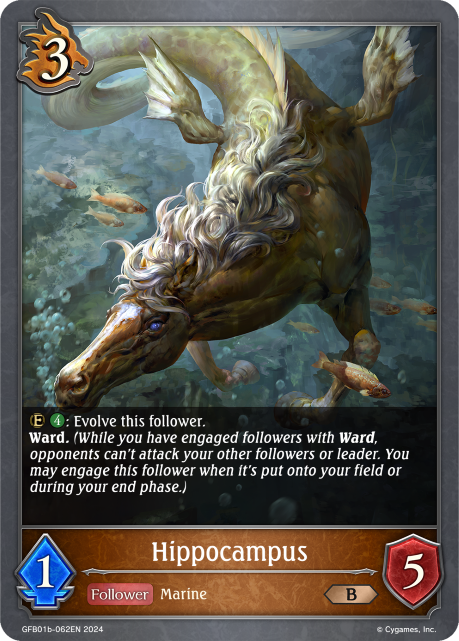 3
E 4: Evolve this follower.
Ward. (While you have engaged followers with Ward,
opponents can't attack your other followers or leader. You
may engage this follower when it's put onto your field or
during your end phase.)
Hippocampus
1
Follower Marine
B
5
GFB01b-062EN 2024
© Cygames, Inc.